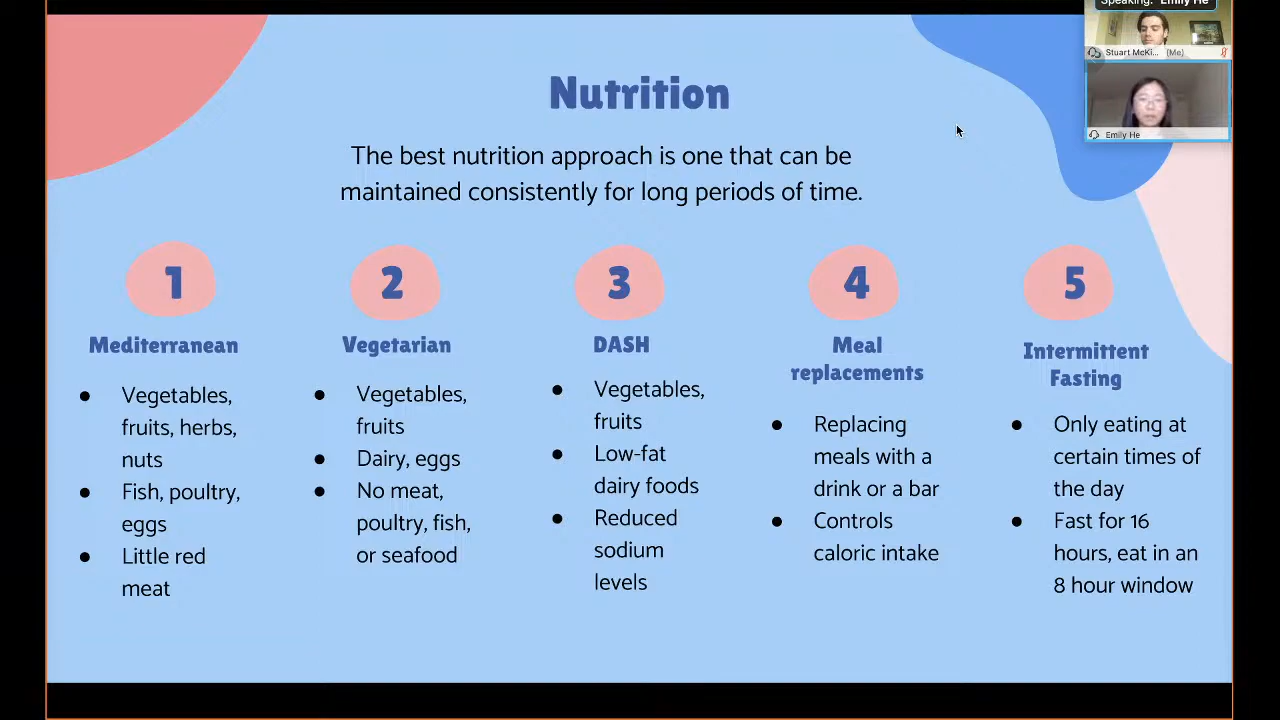 Speaking: Emily He
Stuart McKi... (Me)
Emily He
Nutrition
The best nutrition approach is one that can be
maintained consistently for long periods of time.
1
Mediterranean
● Vegetables,
fruits, herbs,
nuts
● Fish, poultry,
eggs
● Little red
meat
2
Vegetarian
● Vegetables,
fruits
● Dairy, eggs
● No meat,
poultry, fish,
or seafood
3
DASH
● Vegetables,
fruits
● Low-fat
dairy foods
● Reduced
sodium
levels
4
Meal
replacements
● Replacing
meals with a
drink or a bar
● Controls
caloric intake
5
Intermittent
Fasting
● Only eating at
certain times of
the day
● Fast for 16
hours, eat in an
8 hour window